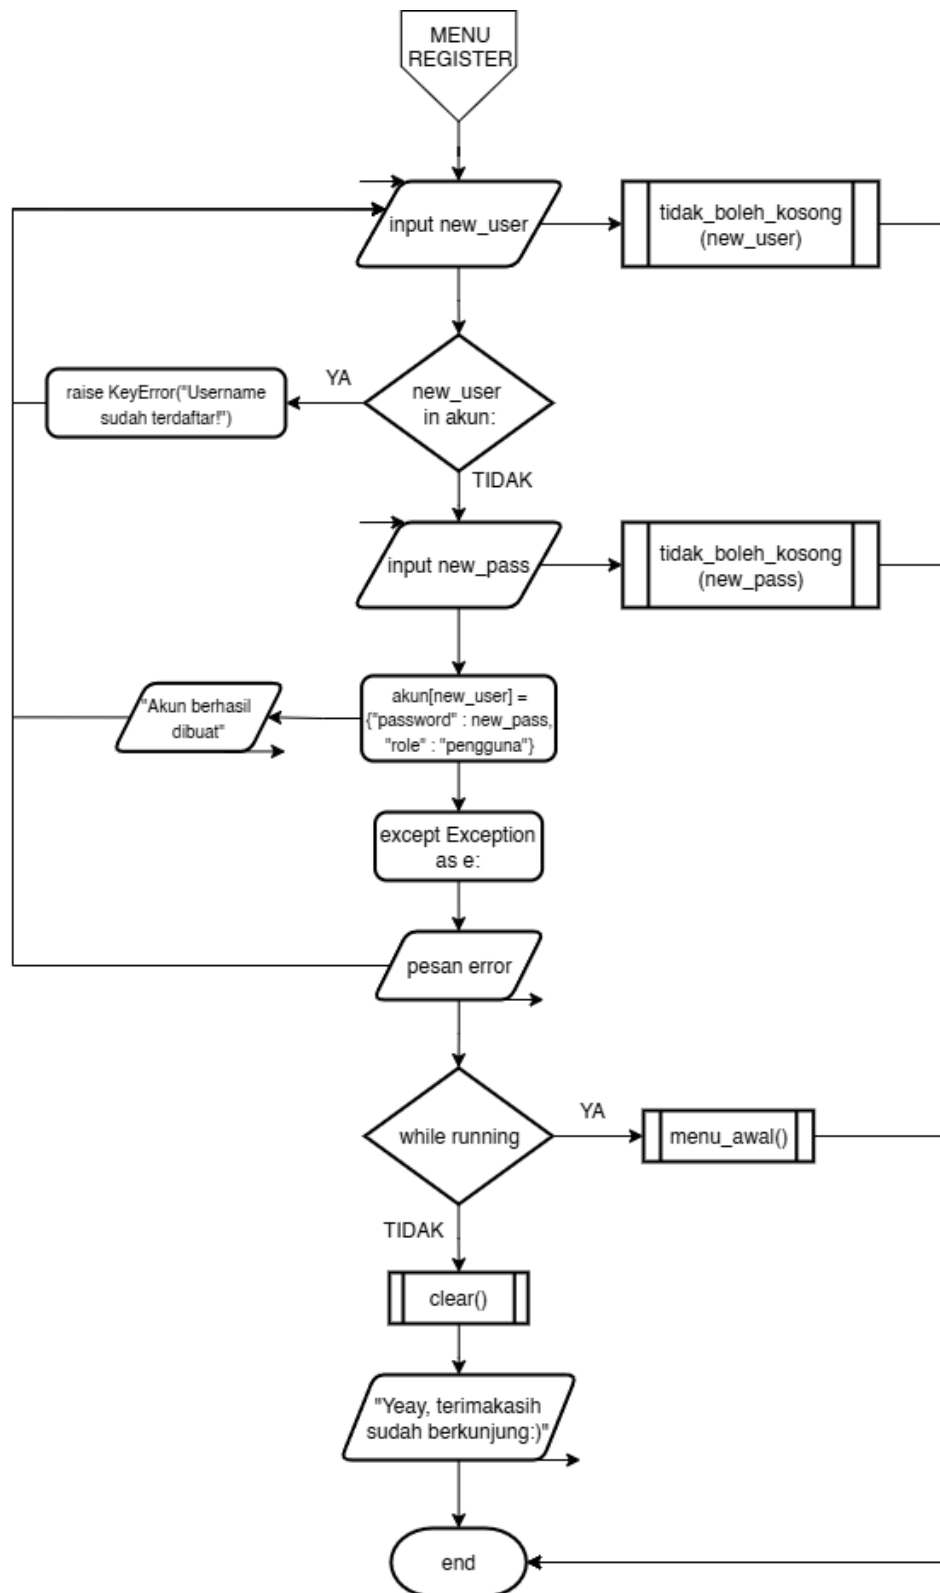 MENU
REGISTER
input new_user
tidak_boleh_kosong
(new_user)
raise KeyError("Username
sudah terdaftar!")
YA
new_user
in akun:
TIDAK
input new_pass
tidak_boleh_kosong
(new_pass)
"Akun berhasil
dibuat"
akun[new_user] =
{"password" : new_pass,
"role" : "pengguna"}
except Exception
as e:
pesan error
while running
YA
menu_awal()
TIDAK
clear()
"Yeay, terimakasih
sudah berkunjung:)"
end